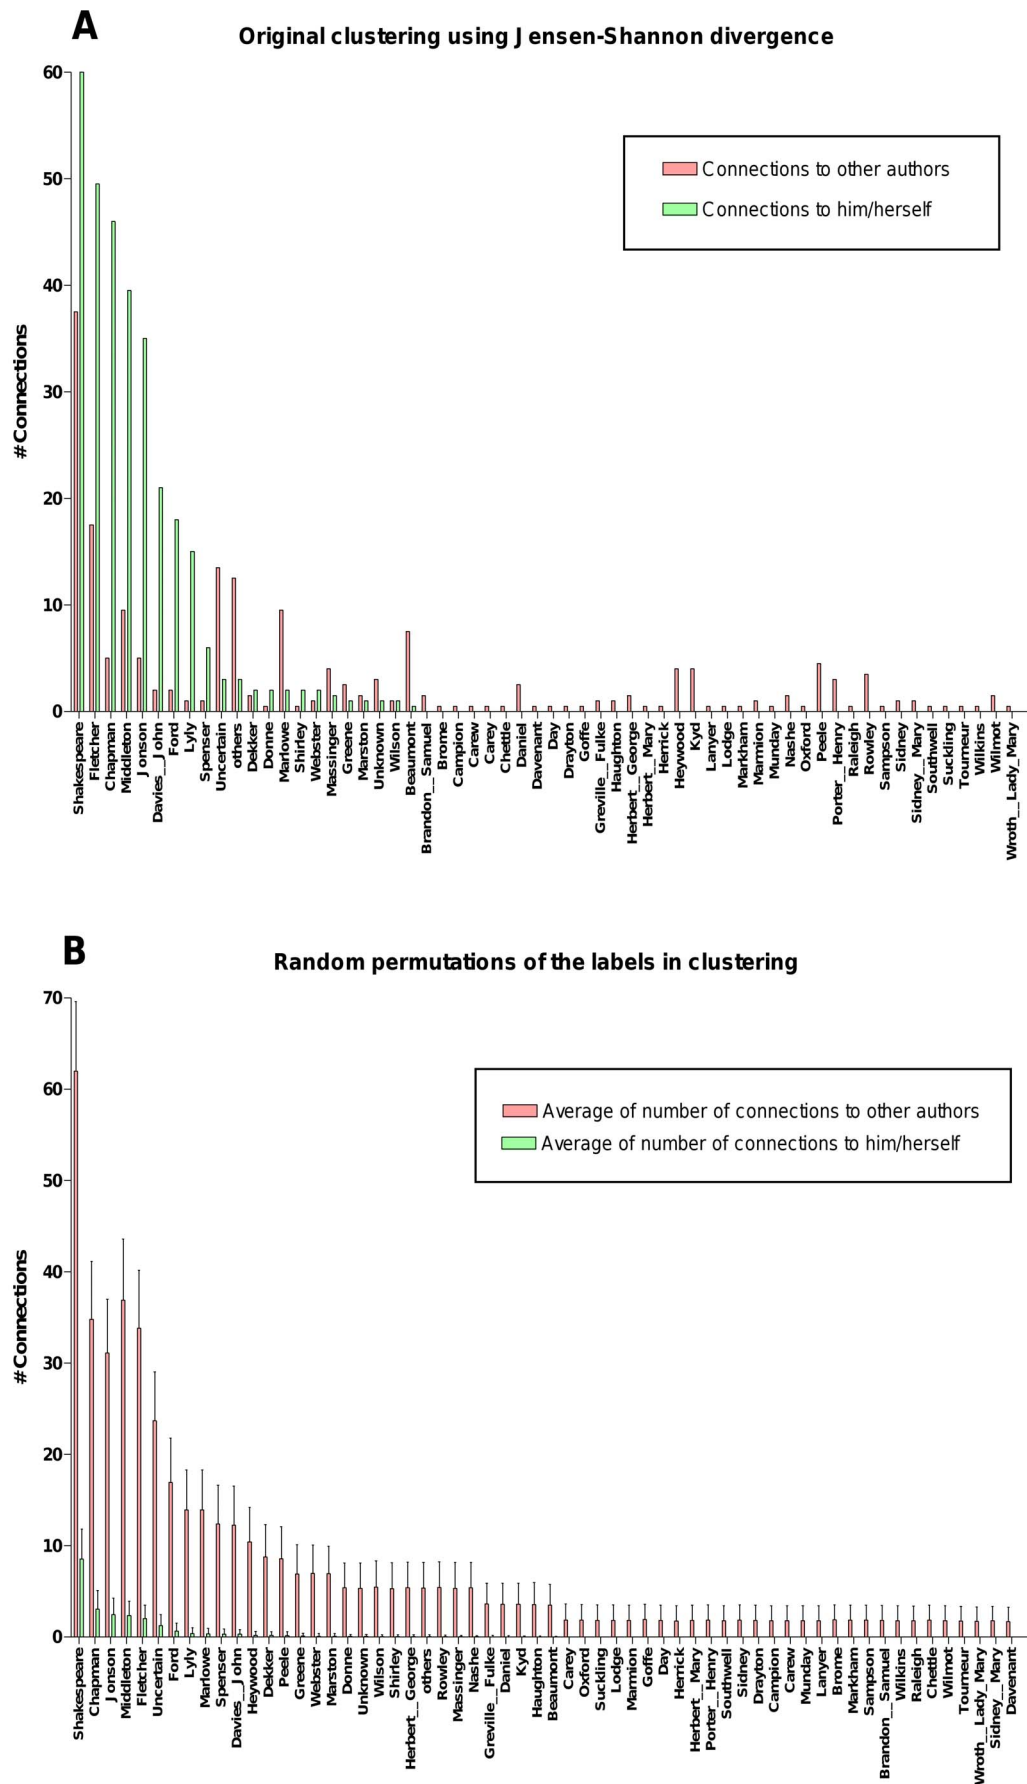 A
Original clustering using Jensen-Shannon divergence
60
50
40
30
20
10
0
#Connections
Connections to other authors
Connections to him/herself
Shakespeare
Fletcher
Chapman
Middleton
Jonson
Davies__John
Ford
Lyly
Spenser
Uncertain
others
Dekker
Donne
Marlowe
Shirley
Webster
Massinger
Greene
Marston
Unknown
Wilson
Beaumont
Brandon__Samuel
Brome
Campion
Carew
Carey
Chettle
Daniel
Davenant
Day
Drayton
Goffe
Greville__Fulke
Haughton
Herbert__George
Herbert__Mary
Herrick
Heywood
Kyd
Lanyer
Lodge
Markham
Marmion
Munday
Nashe
Oxford
Peele
Porter__Henry
Raleigh
Rowley
Sampson
Sidney
Sidney__Mary
Southwell
Suckling
Tourneur
Wilkins
Wilmot
Wroth__Lady_Mary
B
Random permutations of the labels in clustering
70
60
50
40
30
20
10
0
#Connections
Average of number of connections to other authors
Average of number of connections to him/herself
Shakespeare
Chapman
Jonson
Middleton
Fletcher
Uncertain
Ford
Lyly
Marlowe
Spenser
Davies__John
Heywood
Dekker
Peele
Greene
Webster
Marston
Donne
Unknown
Wilson
Shirley
Herbert__George
others
Rowley
Massinger
Nashe
Greville__Fulke
Daniel
Kyd
Haughton
Beaumont
Carey
Oxford
Suckling
Lodge
Marmion
Goffe
Day
Herrick
Herbert__Mary
Porter__Henry
Southwell
Sidney
Drayton
Campion
Carew
Munday
Lanyer
Brome
Markham
Sampson
Brandon__Samuel
Wilkins
Raleigh
Chettle
Wilmot
Tourneur
Wroth__Lady_Mary
Sidney__Mary
Davenant